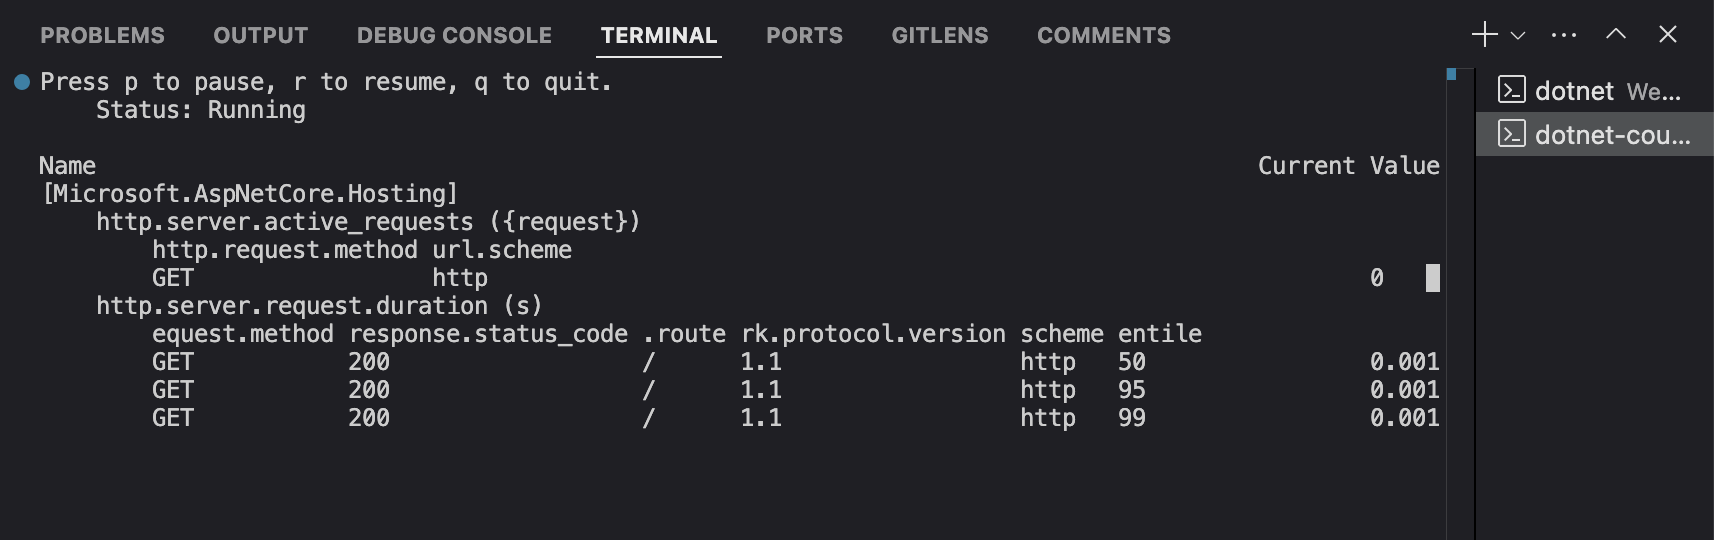 PROBLEMS OUTPUT DEBUG CONSOLE TERMINAL PORTS GITLENS COMMENTS
Press p to pause, r to resume, q to quit.
Status: Running
Name Current Value
[Microsoft.AspNetCore.Hosting]
http.server.active_requests ({request})
http.request.method url.scheme
GET http 0
http.server.request.duration (s)
equest.method response.status_code .route rk.protocol.version scheme entile
GET 200 / 1.1 http 50 0.001
GET 200 / 1.1 http 95 0.001
GET 200 / 1.1 http 99 0.001
dotnet We...
dotnet-cou...